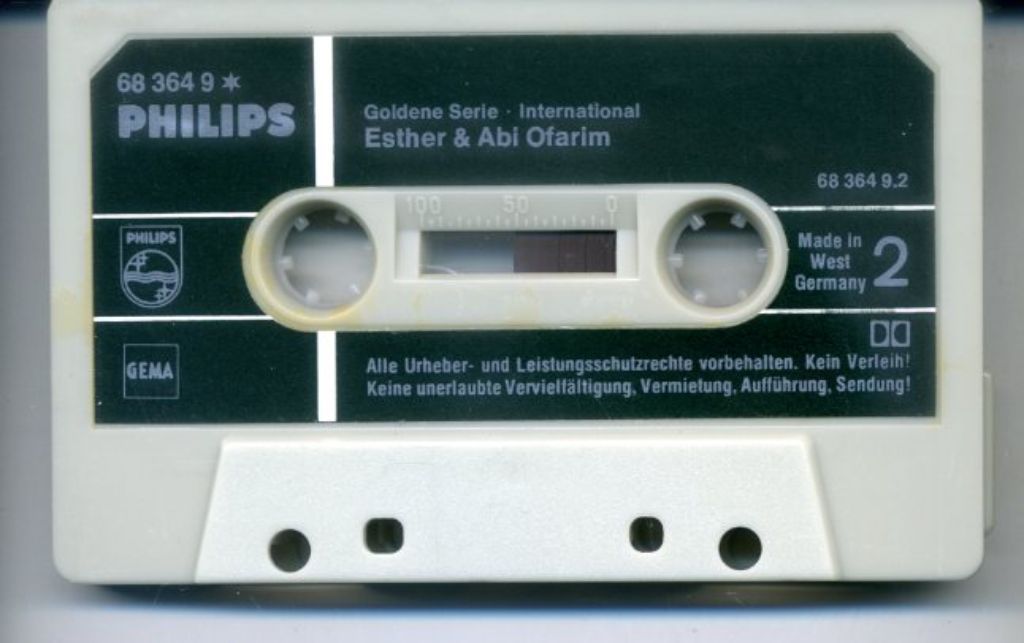 68 364 9 *
PHILIPS
Goldene Serie · International
Esther & Abi Ofarim
68 364 9.2
100 50 0
PHILIPS
Made in
West
Germany
2
GEMA
Alle Urheber- und Leistungsschutzrechte vorbehalten. Kein Verleih!
Keine unerlaubte Vervielfältigung, Vermietung, Aufführung, Sendung!